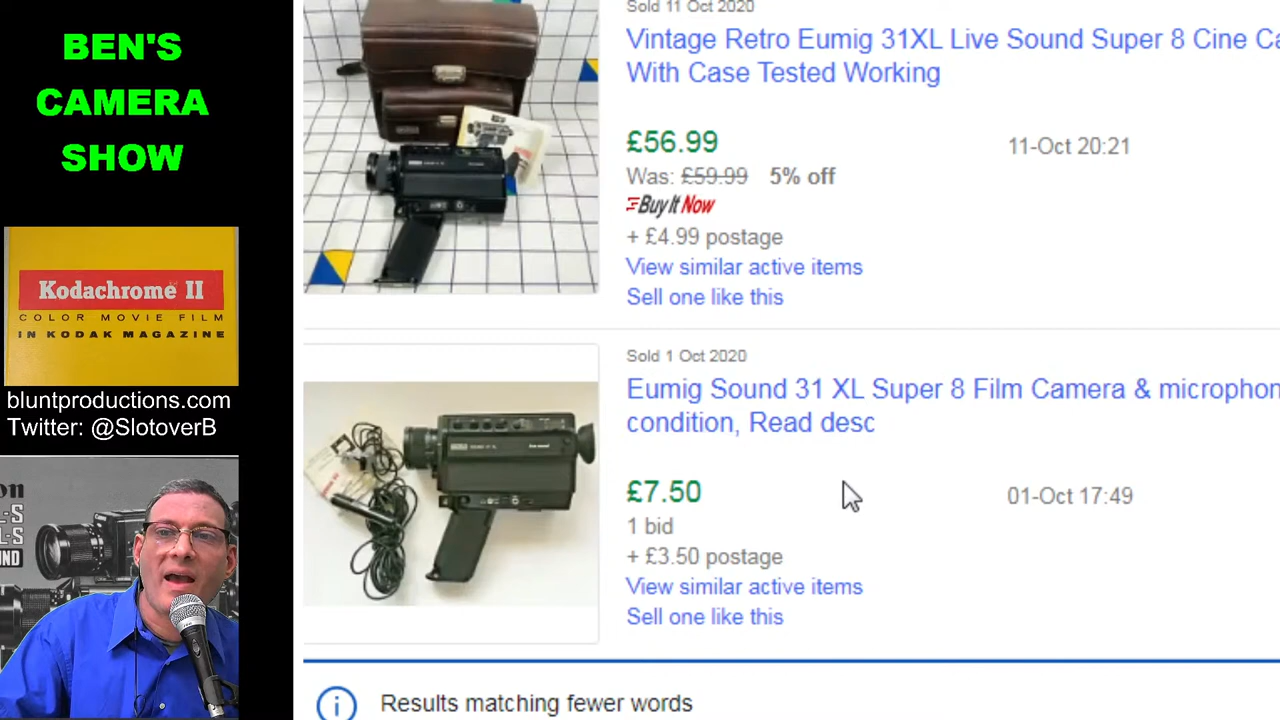 BEN'S
CAMERA
SHOW
Kodachrome II
COLOR MOVIE FILM
IN KODAK MAGAZINE
bluntproductions.com
Twitter: @SlotoverB
Sold 11 Oct 2020
Vintage Retro Eumig 31XL Live Sound Super 8 Cine Ca
With Case Tested Working
£56.99
11-Oct 20:21
Was: £59.99 5% off
Buy It Now
+ £4.99 postage
View similar active items
Sell one like this
Sold 1 Oct 2020
Eumig Sound 31 XL Super 8 Film Camera & microphon
condition, Read desc
£7.50
01-Oct 17:49
1 bid
+ £3.50 postage
View similar active items
Sell one like this
Results matching fewer words